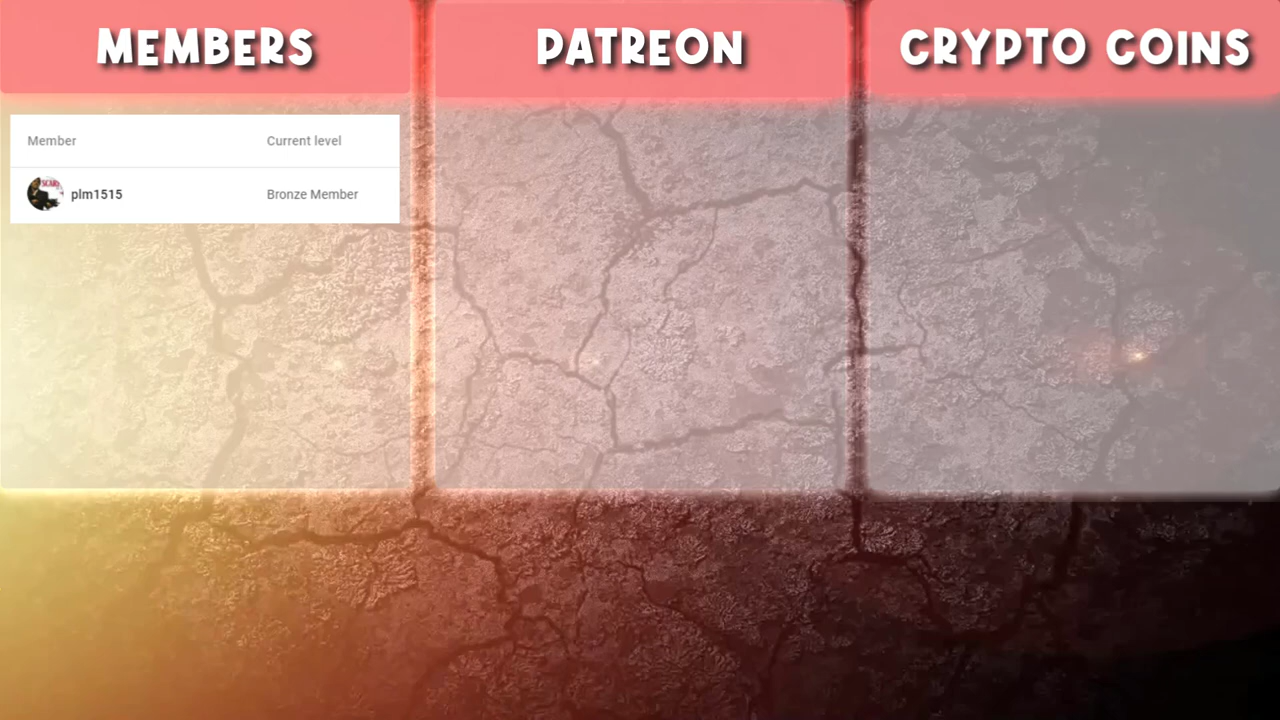 MEMBERS
PATREON
CRYPTO COINS
Member Current level
plm1515 Bronze Member